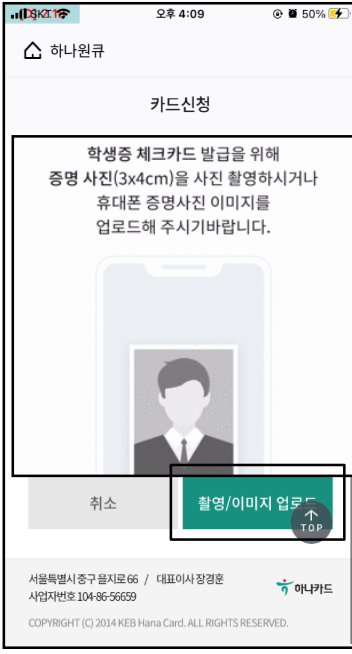 SKT
오후 4:09
50%
하나원큐
카드신청
학생증 체크카드 발급을 위해
증명 사진(3x4cm)을 사진 촬영하시거나
휴대폰 증명사진 이미지를
업로드해 주시기바랍니다.
취소
촬영/이미지 업로드
TOP
서울특별시 중구 을지로 66 / 대표이사 장경훈
사업자번호 104-86-56659
하나카드
COPYRIGHT (C) 2014 KEB Hana Card. ALL RIGHTS RESERVED.